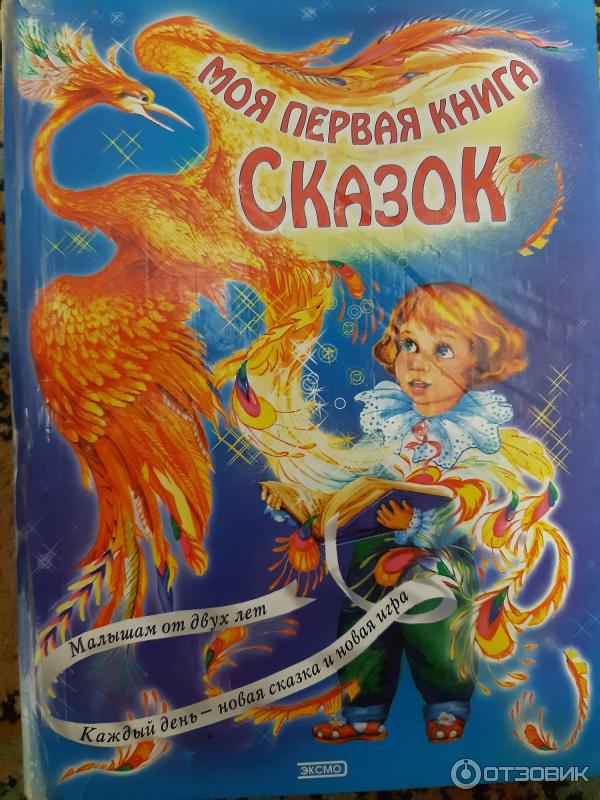 МОЯ ПЕРВАЯ КНИГА
СКАЗОК
Малышам от двух лет
Каждый день – новая сказка и новая игра
ЭКСМО
ОТЗОВИК